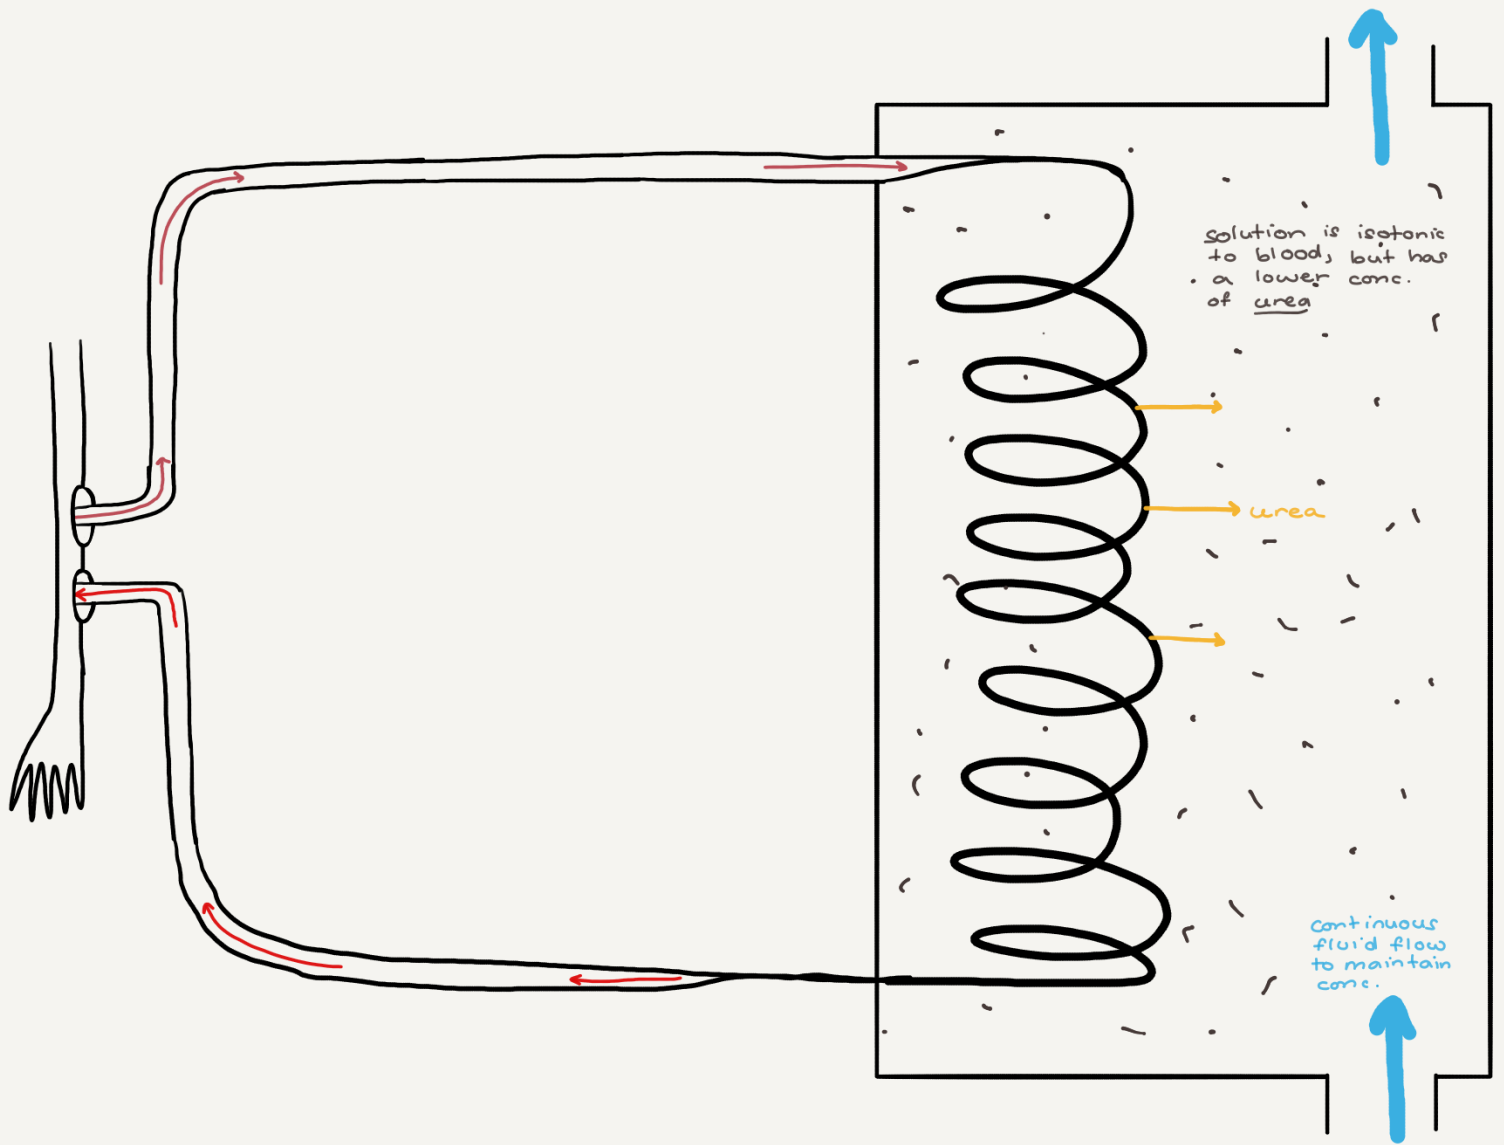 solution is isotonic
to blood, but has
a lower conc.
of urea
urea
continuous
fluid flow
to maintain
conc.